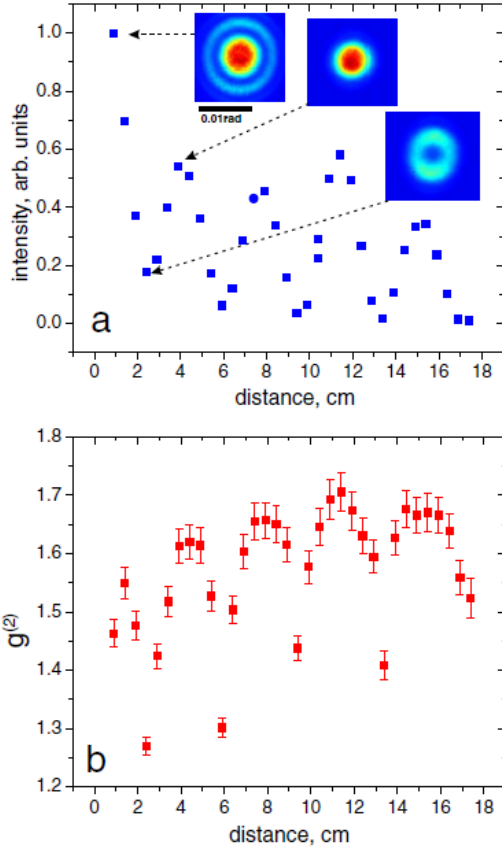 1.0
0.8
0.6
0.4
0.2
0.0
intensity, arb. units
0.01rad
a
0 2 4 6 8 10 12 14 16 18
distance, cm
1.8
1.7
1.6
1.5
1.4
1.3
1.2
g(2)
b
0 2 4 6 8 10 12 14 16 18
distance, cm